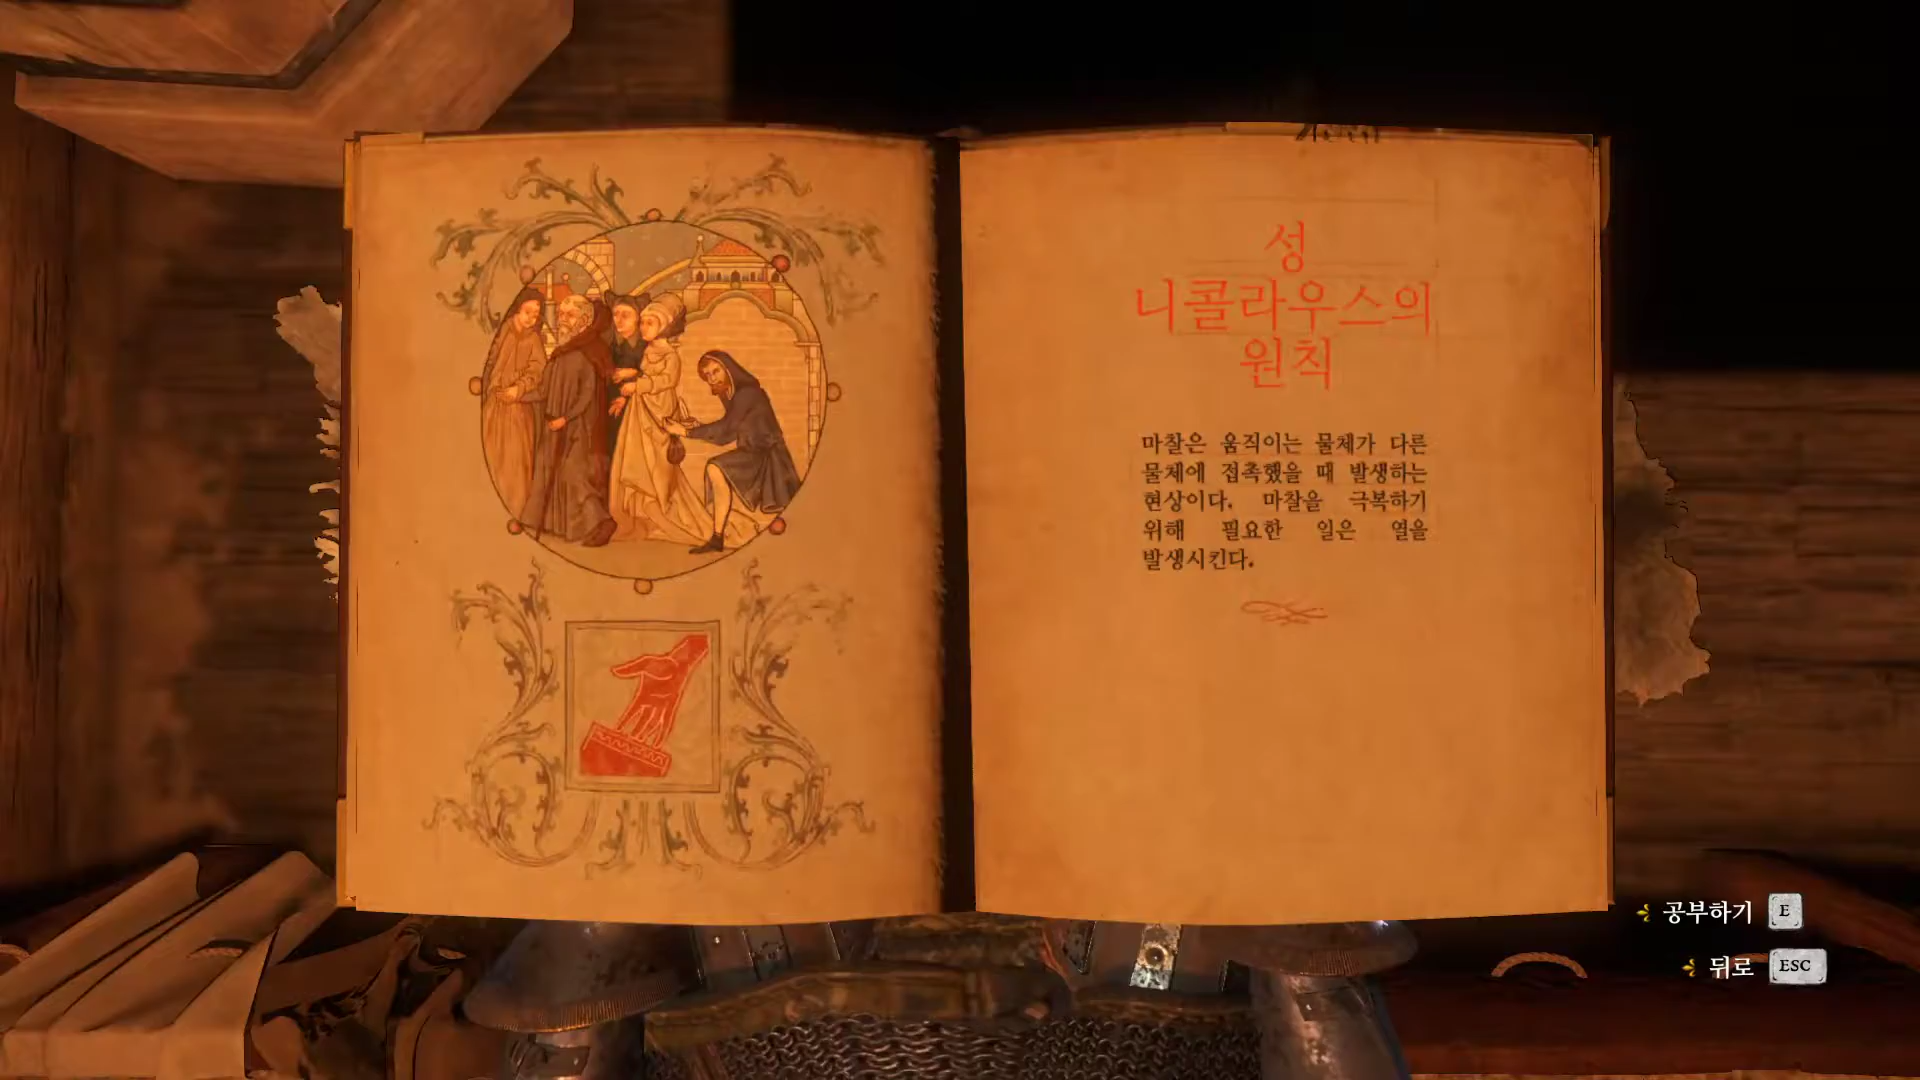 성
니콜라우스의
원칙
마찰은 움직이는 물체가 다른
물체에 접촉했을 때 발생하는
현상이다. 마찰을 극복하기
위해 필요한 일은 열을
발생시킨다.
공부하기 E
뒤로 ESC